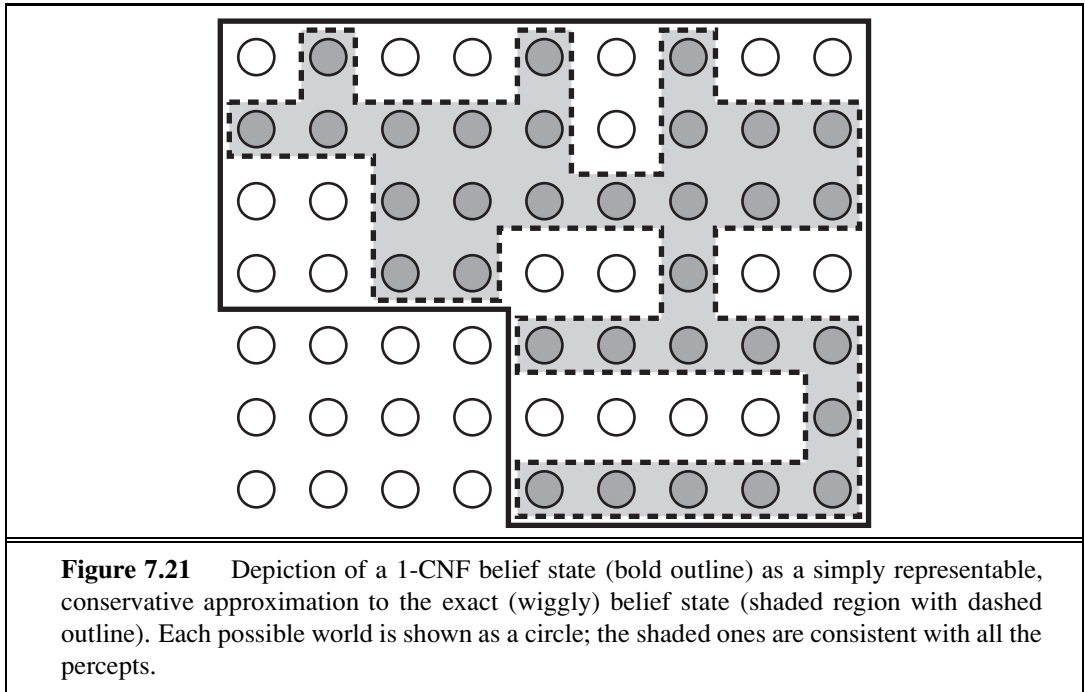 Figure 7.21 Depiction of a 1-CNF belief state (bold outline) as a simply representable,
conservative approximation to the exact (wiggly) belief state (shaded region with dashed
outline). Each possible world is shown as a circle; the shaded ones are consistent with all the
percepts.